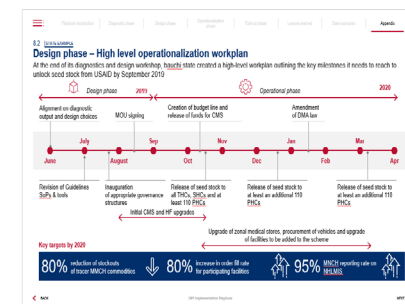 Diagnostic phase
Design phase
Appendix
8.2
Design phase – High level operationalization workplan
At the end of its diagnostics and design workshop, bauchi state created a high-level workplan outlining the key milestones it needs to reach to
unlock seed stock from USAID by September 2019
Design phase
2019
Operational phase
2020
Alignment on diagnostic
output and design choices
MOU signing
Creation of budget line and
release of funds for CMS
Amendment
of DMA law
July
Sep
Nov
Jan
Mar
June
August
Oct
Dec
Feb
Apr
Revision of Guidelines
SoPs & tools
Inauguration
of appropriate governance
structures
Release of seed stock to
all THCs, SHCs and at
least 110 PHCs
Release of seed stock to
at least an additional 110
PHCs
Release of seed stock to
at least an additional 110
PHCs
Initial CMS and HF upgrades
Upgrade of zonal medical stores, procurement of vehicles and upgrade
of facilities to be added to the scheme
Key targets by 2020
80% reduction of stockouts
of tracer MNCH commodities
80% increase in order fill rate
for participating facilities
95% MNCH reporting rate on
NHLMIS
BACK
NEXT